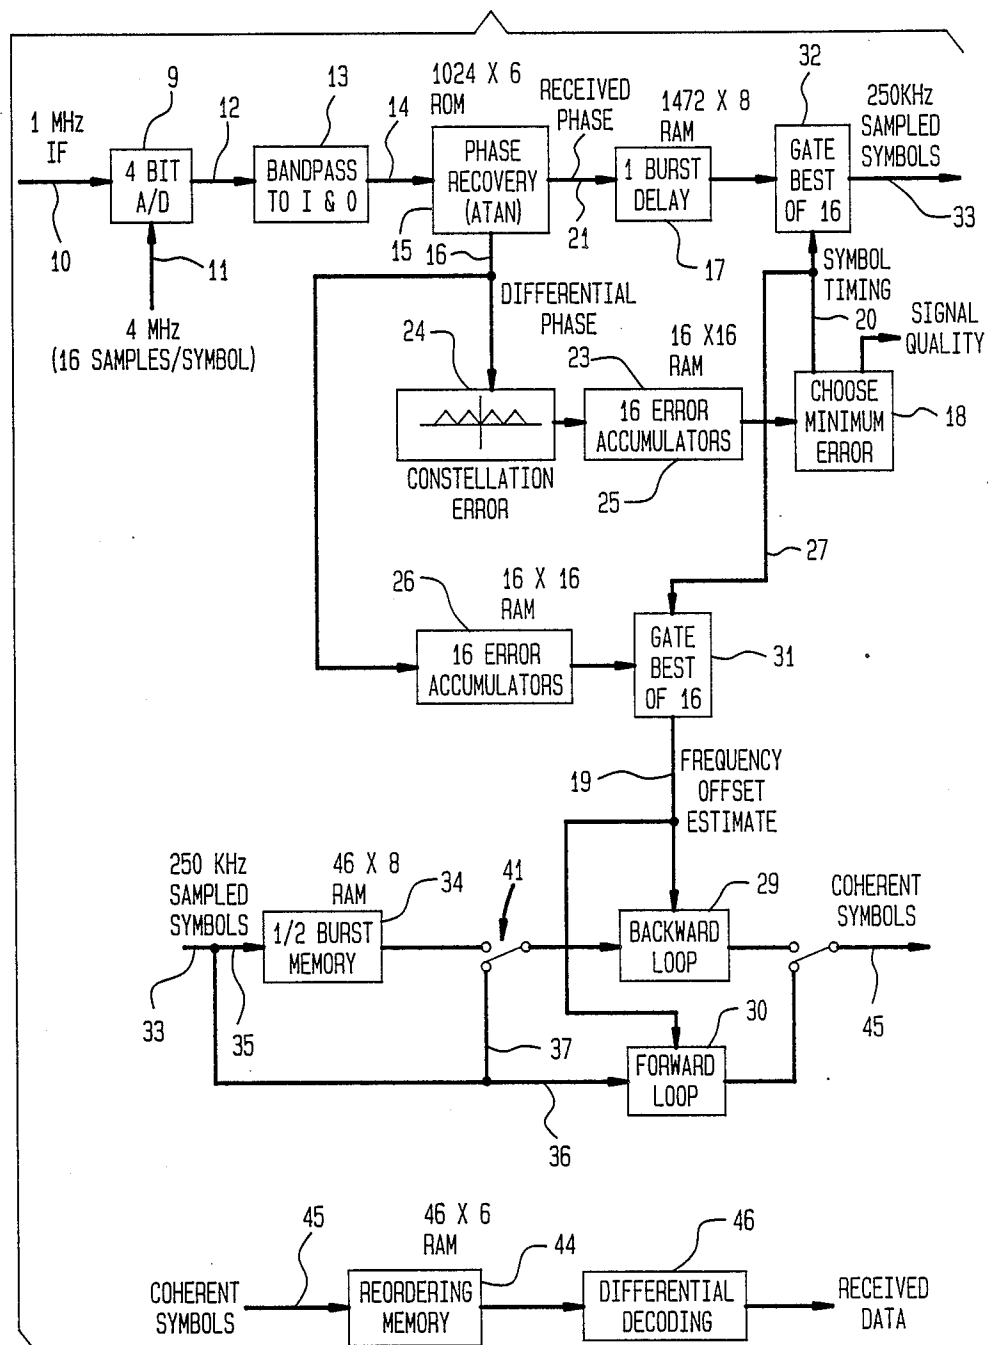 1 MHz
IF
10
9
4 BIT
A/D
11
4 MHz
(16 SAMPLES/SYMBOL)
12
13
BANDPASS
TO I & O
14
1024 X 6
ROM
PHASE
RECOVERY
(ATAN)
15
16
RECEIVED
PHASE
21
1472 X 8
RAM
1 BURST
DELAY
17
32
GATE
BEST
OF 16
250KHz
SAMPLED
SYMBOLS
33
SYMBOL
TIMING
20
SIGNAL
QUALITY
DIFFERENTIAL
PHASE
24
CONSTELLATION
ERROR
23
16 X16
RAM
16 ERROR
ACCUMULATORS
25
CHOOSE
MINIMUM
ERROR
18
27
26
16 X 16
RAM
16 ERROR
ACCUMULATORS
GATE
BEST
OF 16
31
19
FREQUENCY
OFFSET
ESTIMATE
250 KHz
SAMPLED
SYMBOLS
33
35
46 X 8
RAM
34
1/2 BURST
MEMORY
41
37
36
29
BACKWARD
LOOP
30
FORWARD
LOOP
COHERENT
SYMBOLS
45
COHERENT
SYMBOLS
45
46 X 6
RAM
44
REORDERING
MEMORY
46
DIFFERENTIAL
DECODING
RECEIVED
DATA